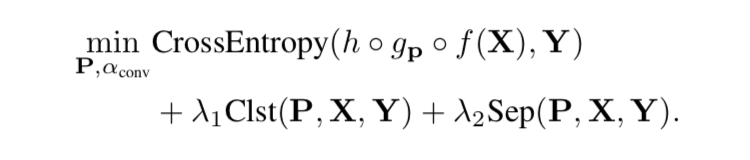 min CrossEntropy(h ∘ g_p ∘ f(X), Y)
P, α_conv
+ λ₁Clst(P, X, Y) + λ₂Sep(P, X, Y).